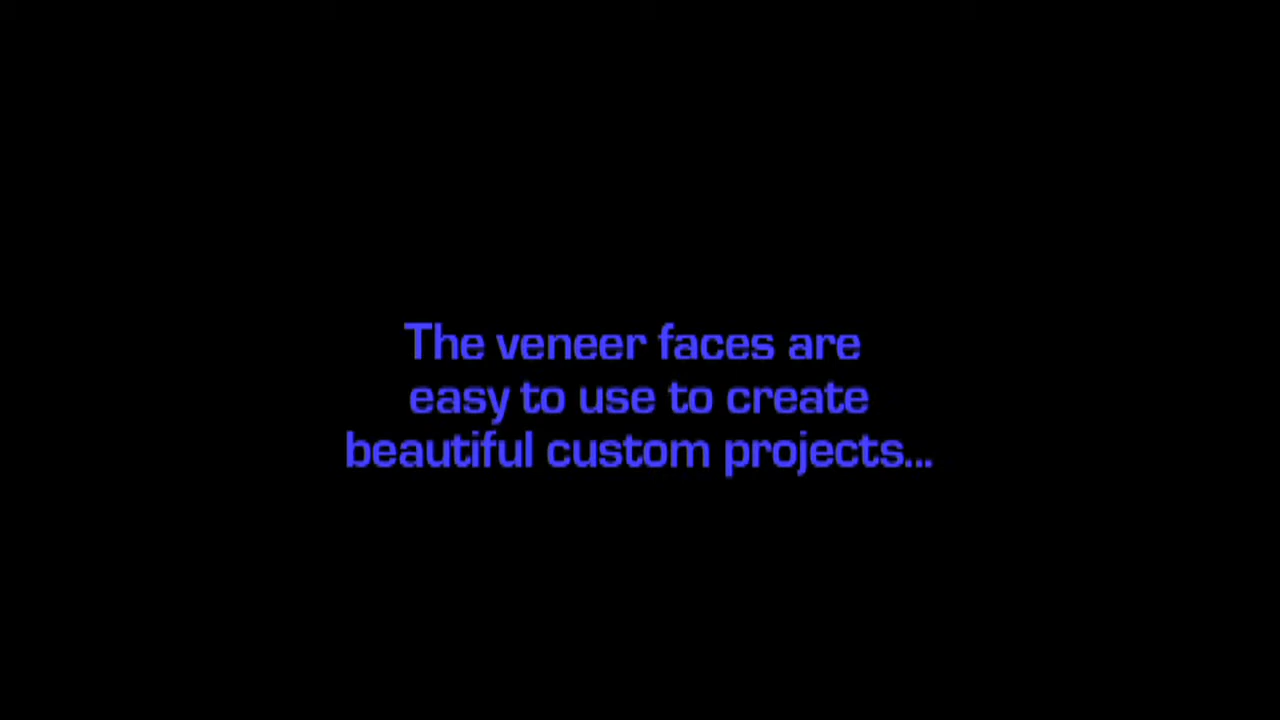 The veneer faces are
easy to use to create
beautiful custom projects...